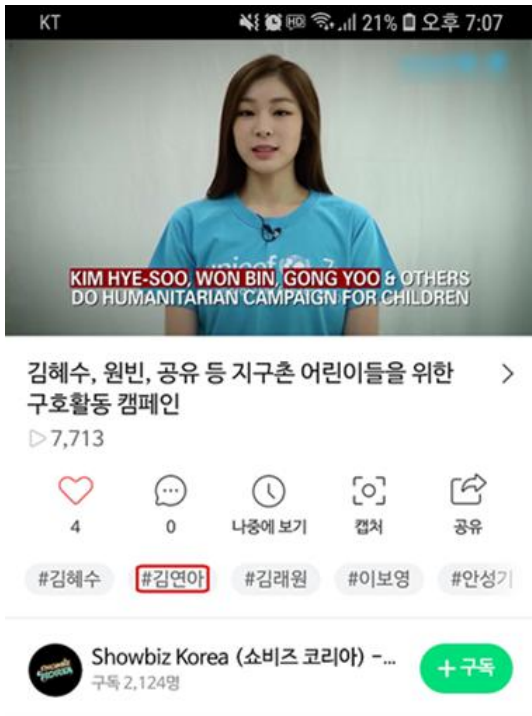 KT 21% 오후 7:07
unicef
KIM HYE-SOO, WON BIN, GONG YOO & OTHERS
DO HUMANITARIAN CAMPAIGN FOR CHILDREN
김혜수, 원빈, 공유 등 지구촌 어린이들을 위한
구호활동 캠페인
7,713
4 0 나중에 보기 캡처 공유
#김혜수 #김연아 #김래원 #이보영 #안성기
Showbiz Korea (쇼비즈 코리아) -...
구독 2,124명
+ 구독